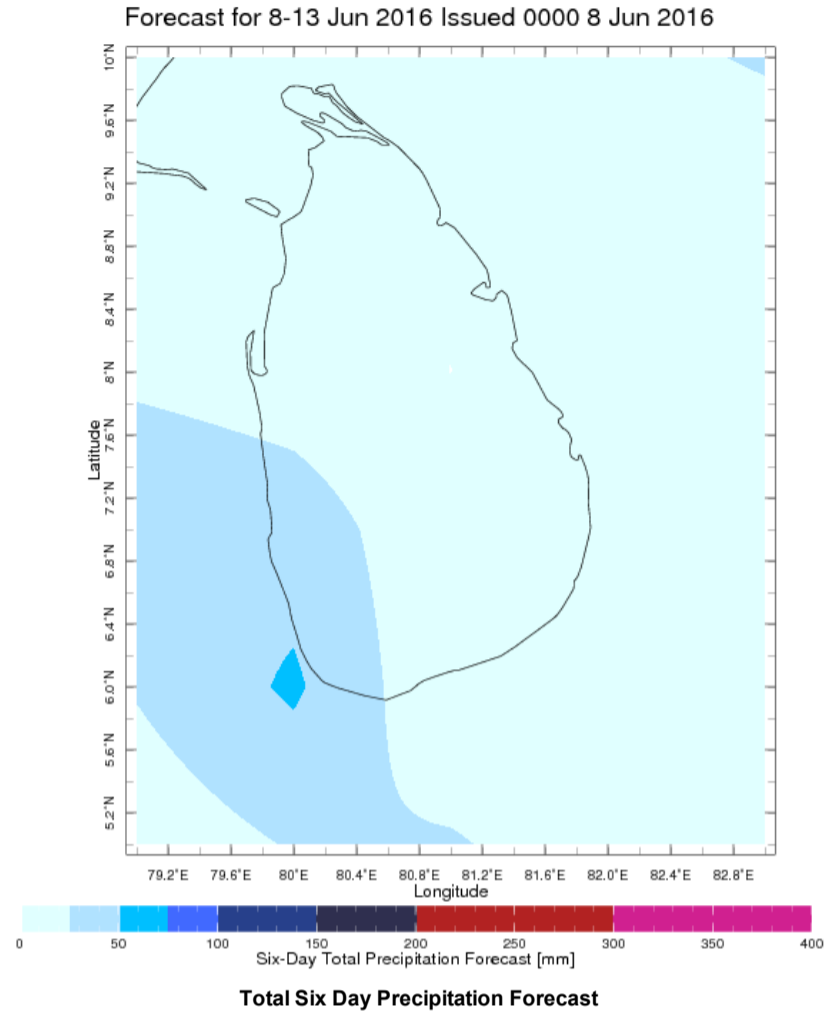 Forecast for 8-13 Jun 2016 Issued 0000 8 Jun 2016
10°N
9.6°N
9.2°N
8.8°N
8.4°N
8°N
7.6°N
7.2°N
6.8°N
6.4°N
6.0°N
5.6°N
5.2°N
Latitude
79.2°E 79.6°E 80°E 80.4°E 80.8°E 81.2°E 81.6°E 82.0°E 82.4°E 82.8°E
Longitude
0 50 100 150 200 250 300 350 400
Six-Day Total Precipitation Forecast [mm]
Total Six Day Precipitation Forecast